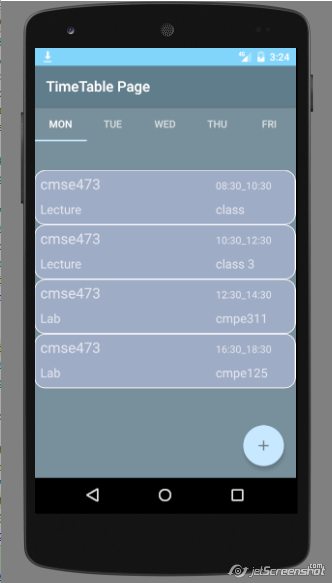 4G 3:24
TimeTable Page
MON TUE WED THU FRI
cmse473 08:30_10:30
Lecture class
cmse473 10:30_12:30
Lecture class 3
cmse473 12:30_14:30
Lab cmpe311
cmse473 16:30_18:30
Lab cmpe125
+
jetScreenshot.com